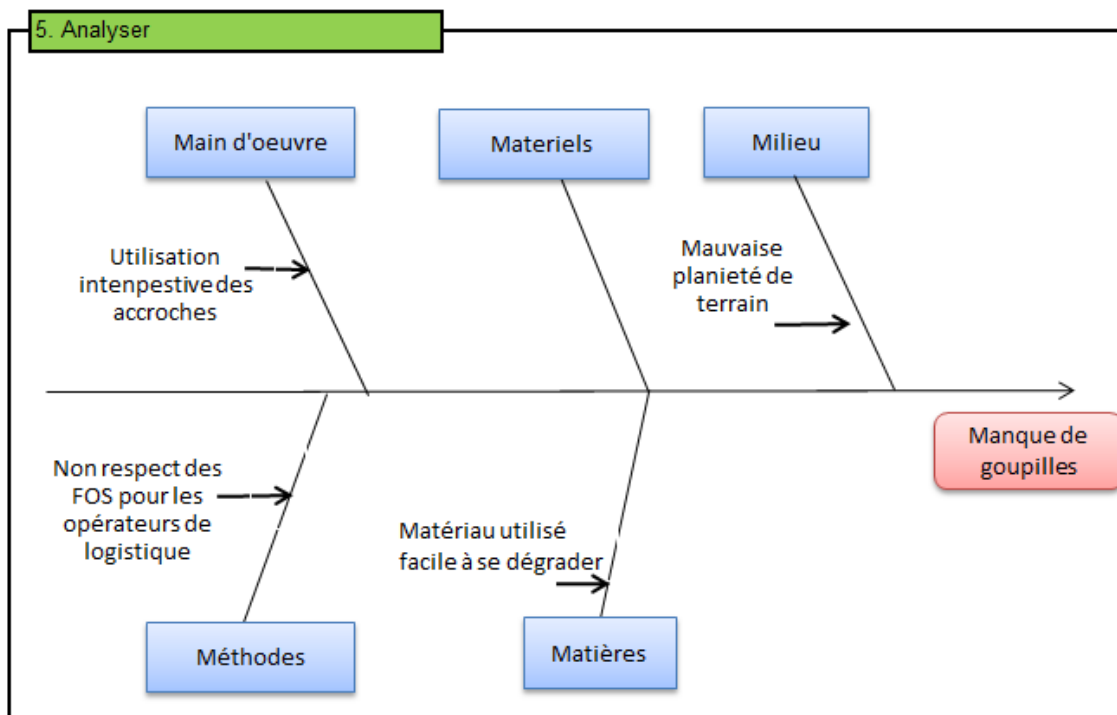 5. Analyser
Main d'oeuvre
Materiels
Milieu
Utilisation
intenpestive des
accroches
Mauvaise
planieté de
terrain
Manque de
goupilles
Non respect des
FOS pour les
opérateurs de
logistique
Matériau utilisé
facile à se dégrader
Méthodes
Matières